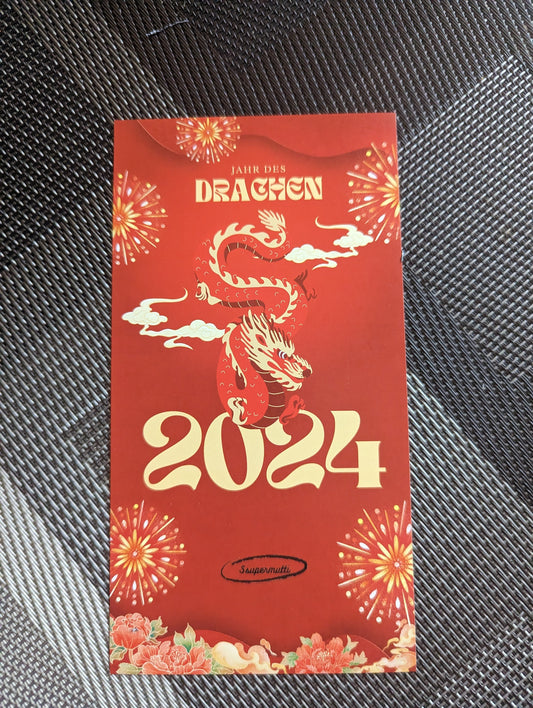 JAHR DES
DRACHEN
2024
Ssupermutti